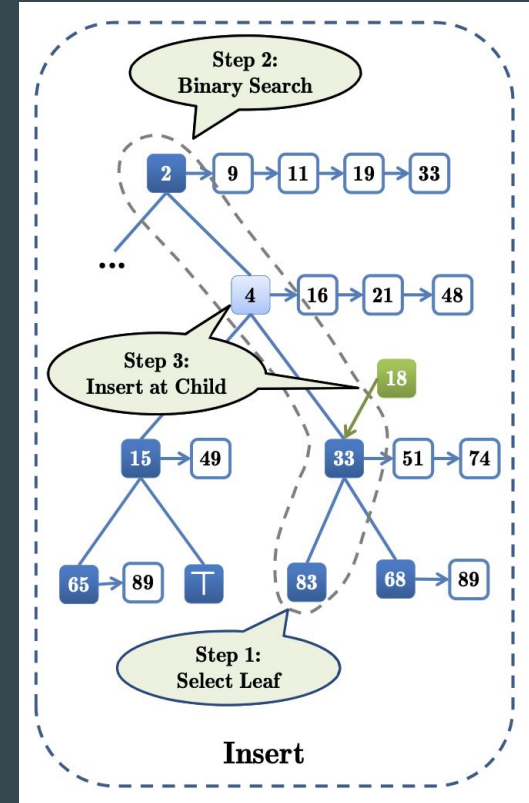 Step 2:
Binary Search
2 9 11 19 33
...
4 16 21 48
Step 3:
Insert at Child
18
15 49 33 51 74
65 89 ⊤ 83 68 89
Step 1:
Select Leaf
Insert